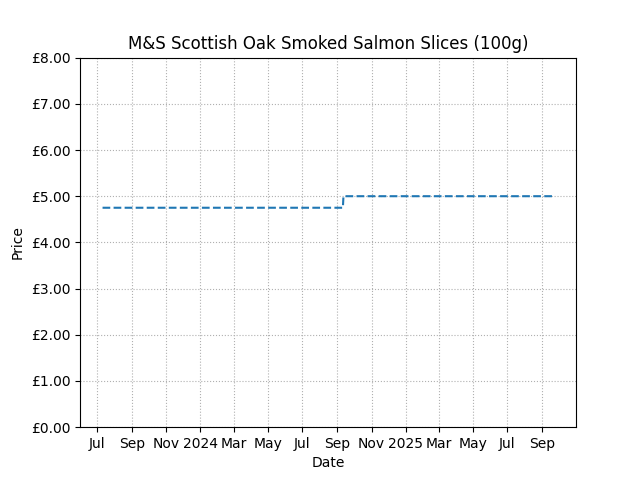 M&S Scottish Oak Smoked Salmon Slices (100g)
£8.00
£7.00
£6.00
£5.00
£4.00
£3.00
£2.00
£1.00
£0.00
Price
Jul Sep Nov 2024 Mar May Jul Sep Nov 2025 Mar May Jul Sep
Date